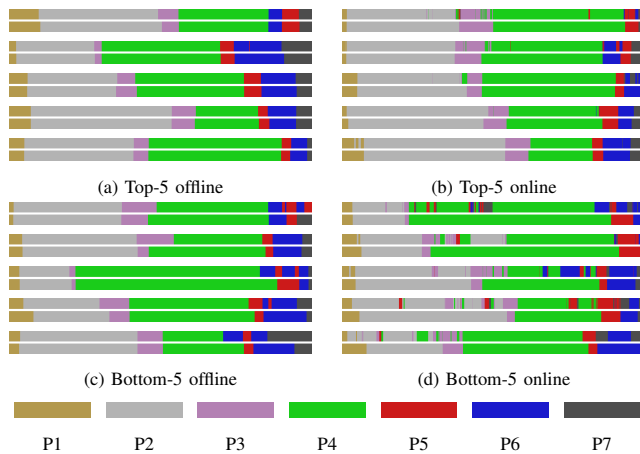 (a) Top-5 offline
(b) Top-5 online
(c) Bottom-5 offline
(d) Bottom-5 online
P1 P2 P3 P4 P5 P6 P7